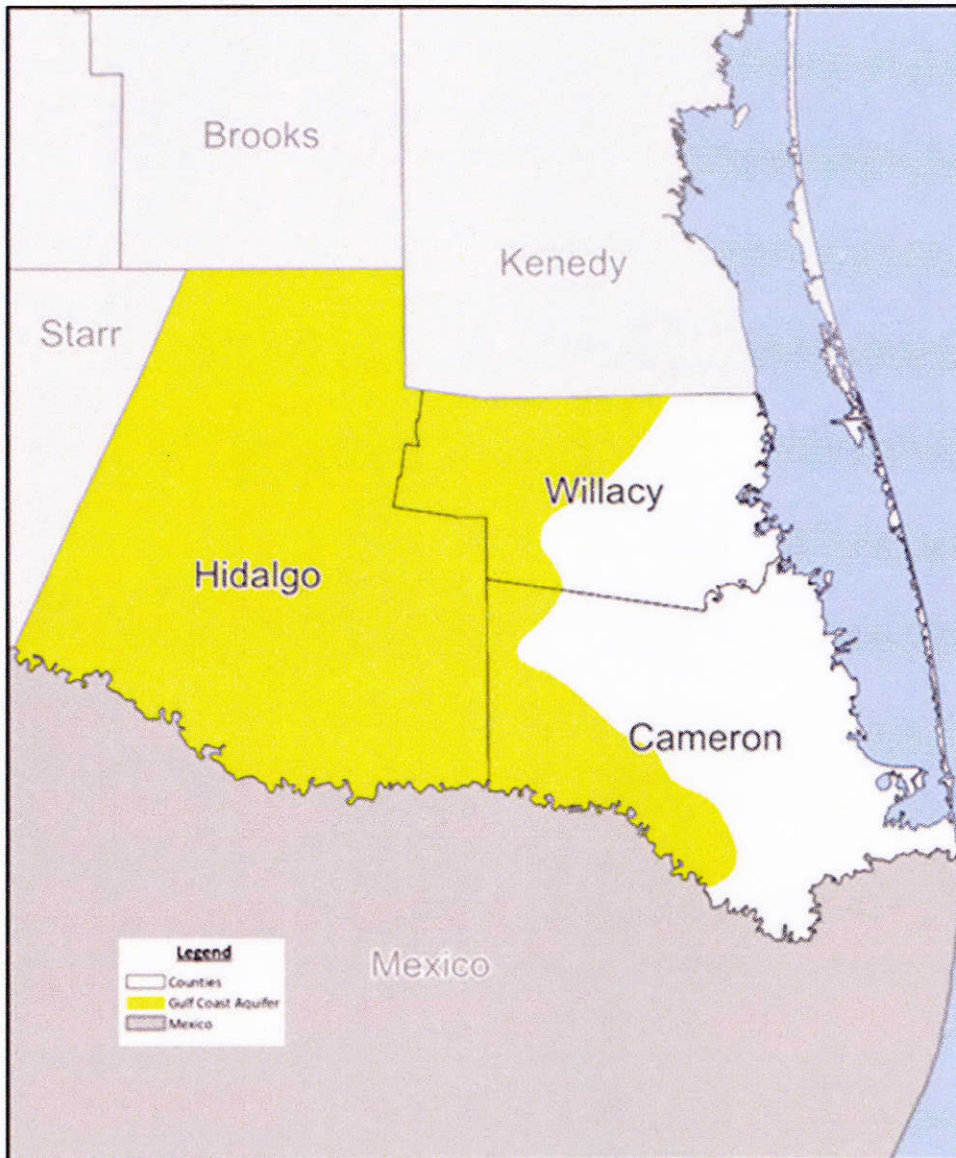 Brooks
Kenedy
Starr
Willacy
Hidalgo
Cameron
Mexico
Legend
Counties
Gulf Coast Aquifer
Mexico